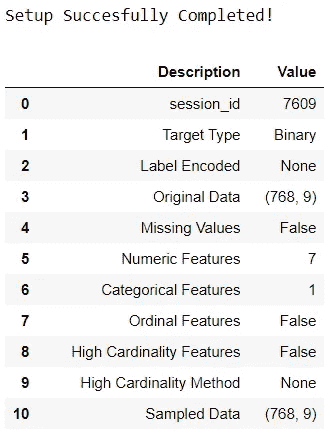 Setup Succesfully Completed!
Description Value
0 session_id 7609
1 Target Type Binary
2 Label Encoded None
3 Original Data (768, 9)
4 Missing Values False
5 Numeric Features 7
6 Categorical Features 1
7 Ordinal Features False
8 High Cardinality Features False
9 High Cardinality Method None
10 Sampled Data (768, 9)